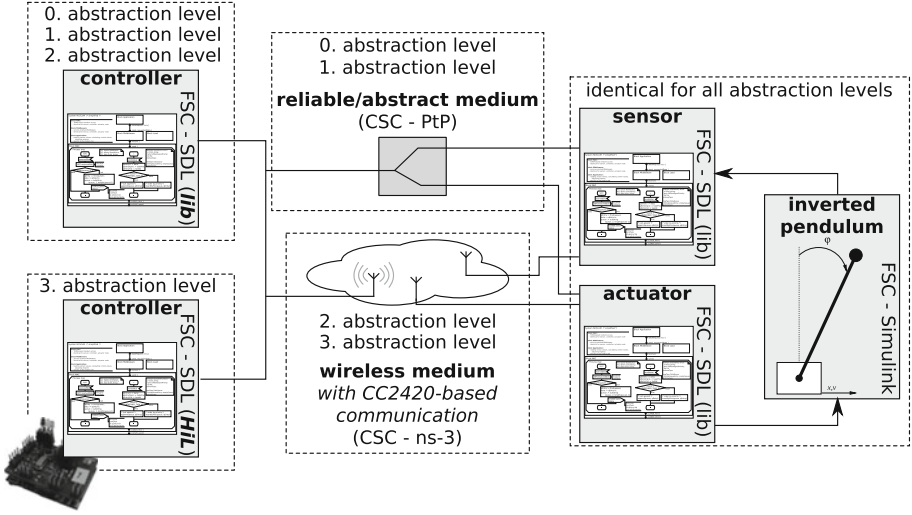 0. abstraction level
1. abstraction level
2. abstraction level
controller
FSC - SDL (lib)
3. abstraction level
controller
FSC - SDL (HiL)
0. abstraction level
1. abstraction level
reliable/abstract medium
(CSC - PtP)
2. abstraction level
3. abstraction level
wireless medium
with CC2420-based
communication
(CSC - ns-3)
identical for all abstraction levels
sensor
FSC - SDL (lib)
actuator
FSC - SDL (lib)
inverted
pendulum
φ
x,v
FSC - Simulink